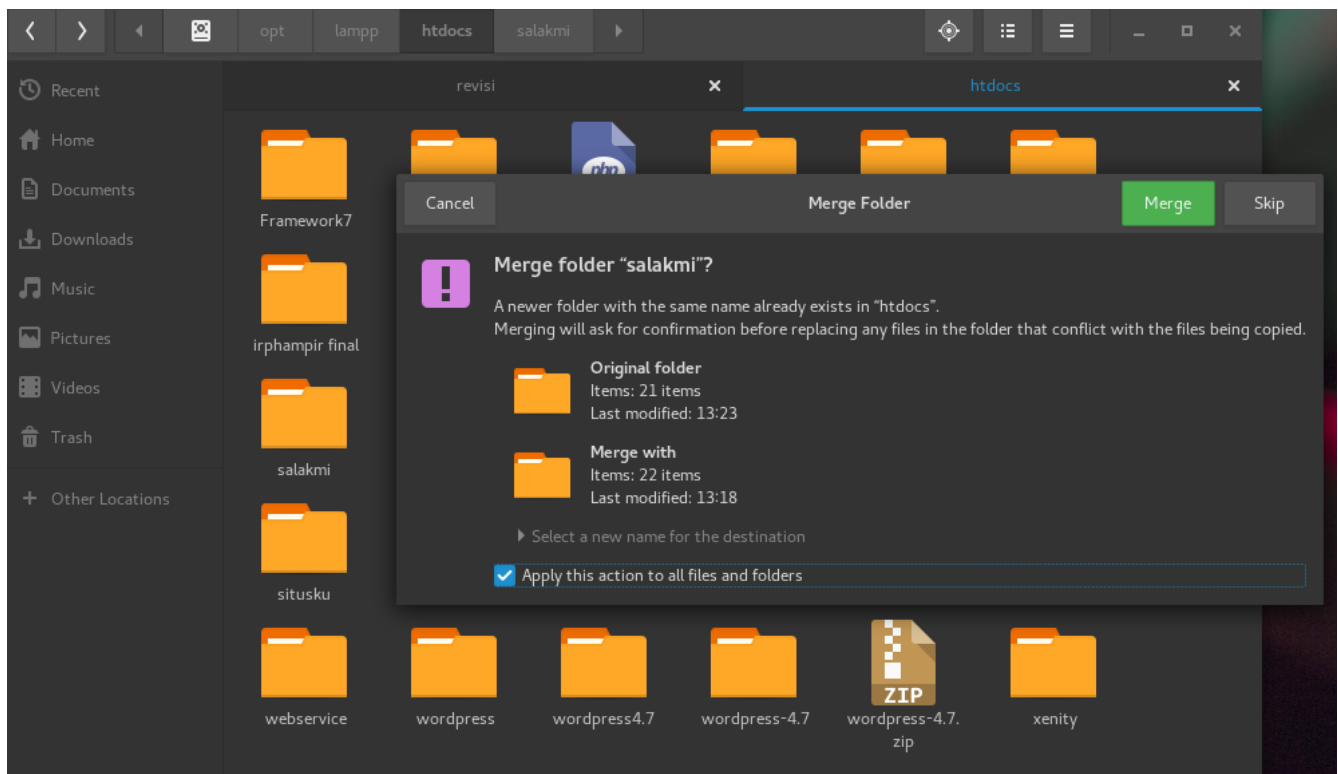 opt lampp htdocs salakmi
revisi htdocs
Recent
Home
Documents
Downloads
Music
Pictures
Videos
Trash
Other Locations
php
Framework7
irphampir final
salakmi
situsku
Cancel Merge Folder Merge Skip
Merge folder “salakmi”?
A newer folder with the same name already exists in “htdocs”.
Merging will ask for confirmation before replacing any files in the folder that conflict with the files being copied.
Original folder
Items: 21 items
Last modified: 13:23
Merge with
Items: 22 items
Last modified: 13:18
Select a new name for the destination
Apply this action to all files and folders
ZIP
webservice wordpress wordpress4.7 wordpress-4.7 wordpress-4.7. xenity
zip